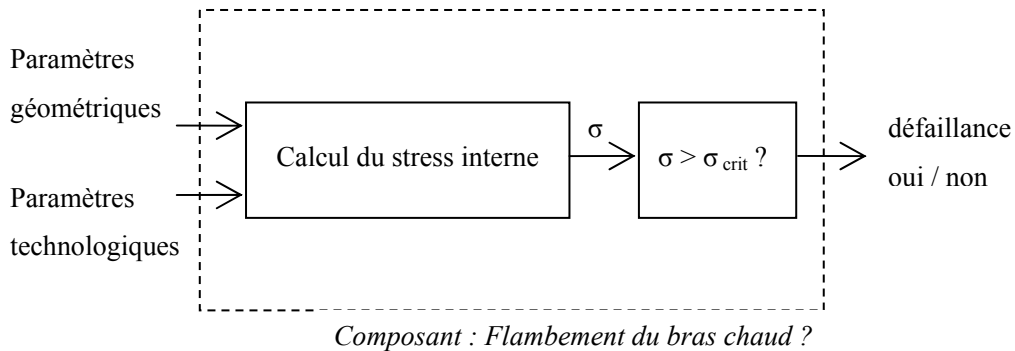 Paramètres
géométriques
Paramètres
technologiques
Calcul du stress interne
σ
σ > σ crit ?
défaillance
oui / non
Composant : Flambement du bras chaud ?